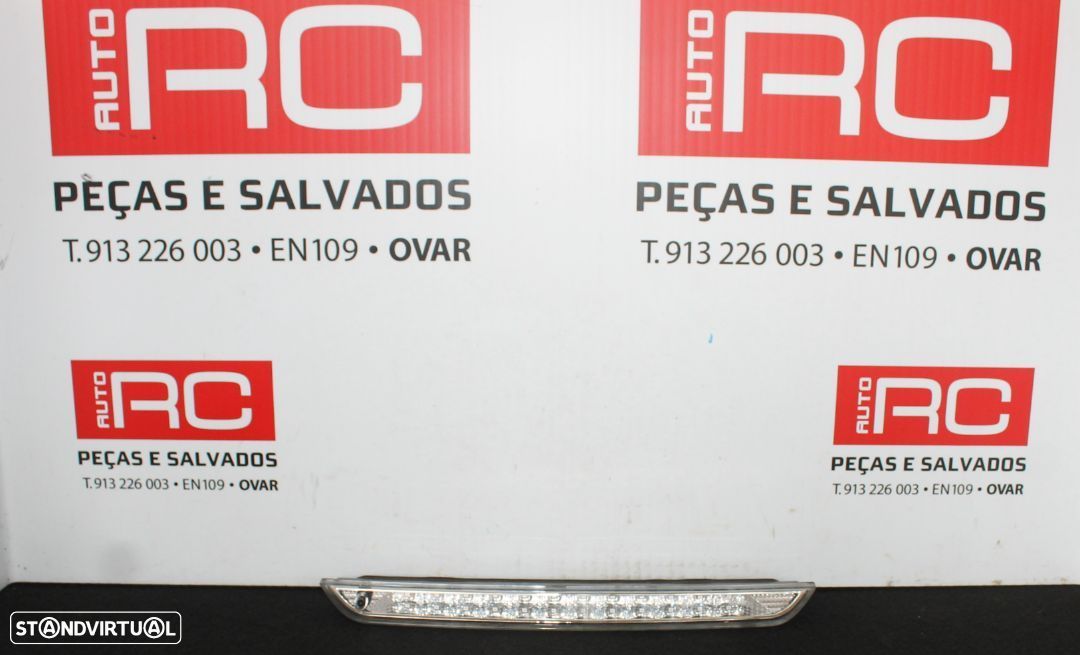 AUTO RC
PEÇAS E SALVADOS
T. 913 226 003 • EN109 • OVAR
AUTO RC
PEÇAS E SALVADOS
T. 913 226 003 • EN109 • OVAR
AUTO RC
PEÇAS E SALVADOS
T. 913 226 003 • EN109 • OVAR
AUTO RC
PEÇAS E SALVADOS
T. 913 226 003 • EN109 • OVAR
STANDVIRTUAL